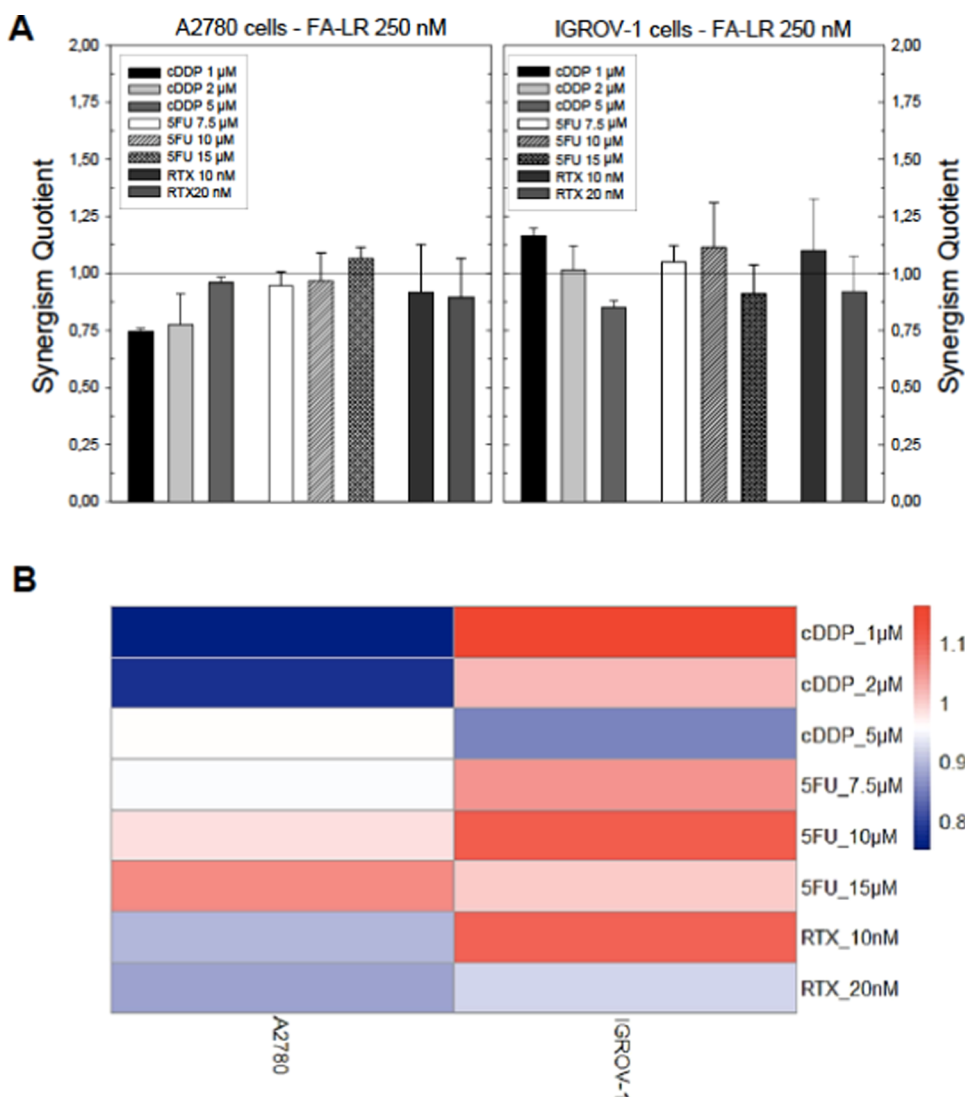 A
A2780 cells - FA-LR 250 nM
IGROV-1 cells - FA-LR 250 nM
2,00
1,75
1,50
1,25
1,00
0,75
0,50
0,25
0,00
Synergism Quotient
cDDP 1 µM
cDDP 2 µM
cDDP 5 µM
5FU 7.5 µM
5FU 10 µM
5FU 15 µM
RTX 10 nM
RTX20 nM
cDDP 1 µM
cDDP 2 µM
cDDP 5 µM
5FU 7.5 µM
5FU 10 µM
5FU 15 µM
RTX 10 nM
RTX 20 nM
2,00
1,75
1,50
1,25
1,00
0,75
0,50
0,25
0,00
Synergism Quotient
B
cDDP_1µM
cDDP_2µM
cDDP_5µM
5FU_7.5µM
5FU_10µM
5FU_15µM
RTX_10nM
RTX_20nM
1.1
1
0.9
0.8
A2780
IGROV-1